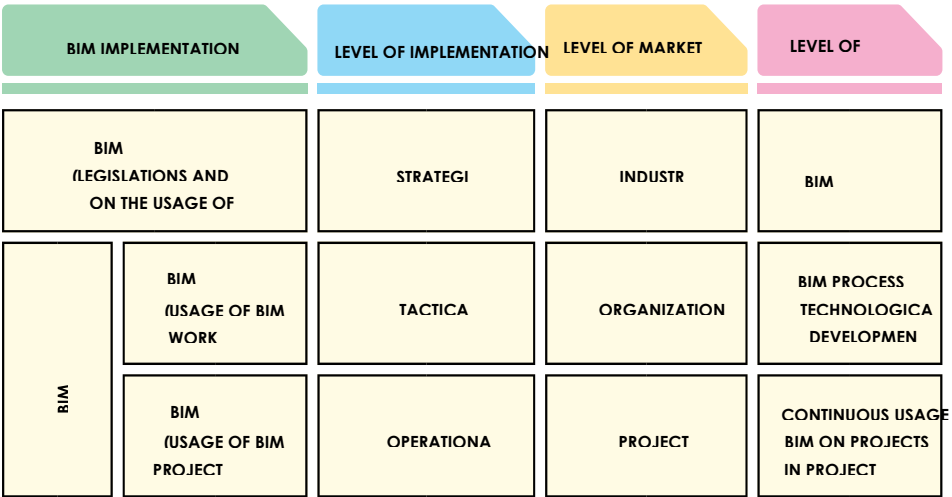 BIM IMPLEMENTATION
LEVEL OF IMPLEMENTATION
LEVEL OF MARKET
LEVEL OF
BIM
(LEGISLATIONS AND
ON THE USAGE OF
STRATEGI
INDUSTR
BIM
BIM
BIM
(USAGE OF BIM
WORK
TACTICA
ORGANIZATION
BIM PROCESS
TECHNOLOGICA
DEVELOPMEN
BIM
(USAGE OF BIM
PROJECT
OPERATIONA
PROJECT
CONTINUOUS USAGE
BIM ON PROJECTS
IN PROJECT